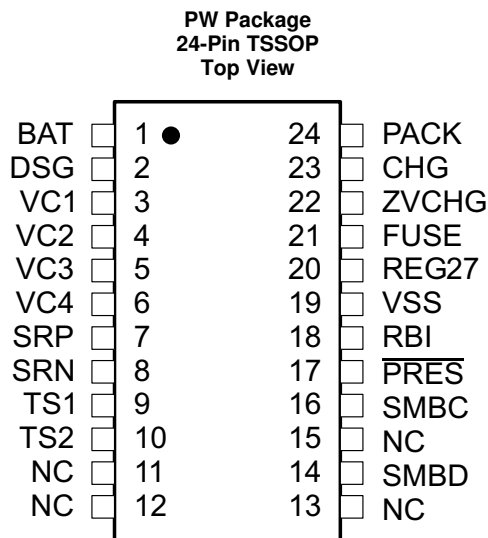 PW Package
24-Pin TSSOP
Top View
BAT 1 24 PACK
DSG 2 23 CHG
VC1 3 22 ZVCHG
VC2 4 21 FUSE
VC3 5 20 REG27
VC4 6 19 VSS
SRP 7 18 RBI
SRN 8 17 PRES
TS1 9 16 SMBC
TS2 10 15 NC
NC 11 14 SMBD
NC 12 13 NC